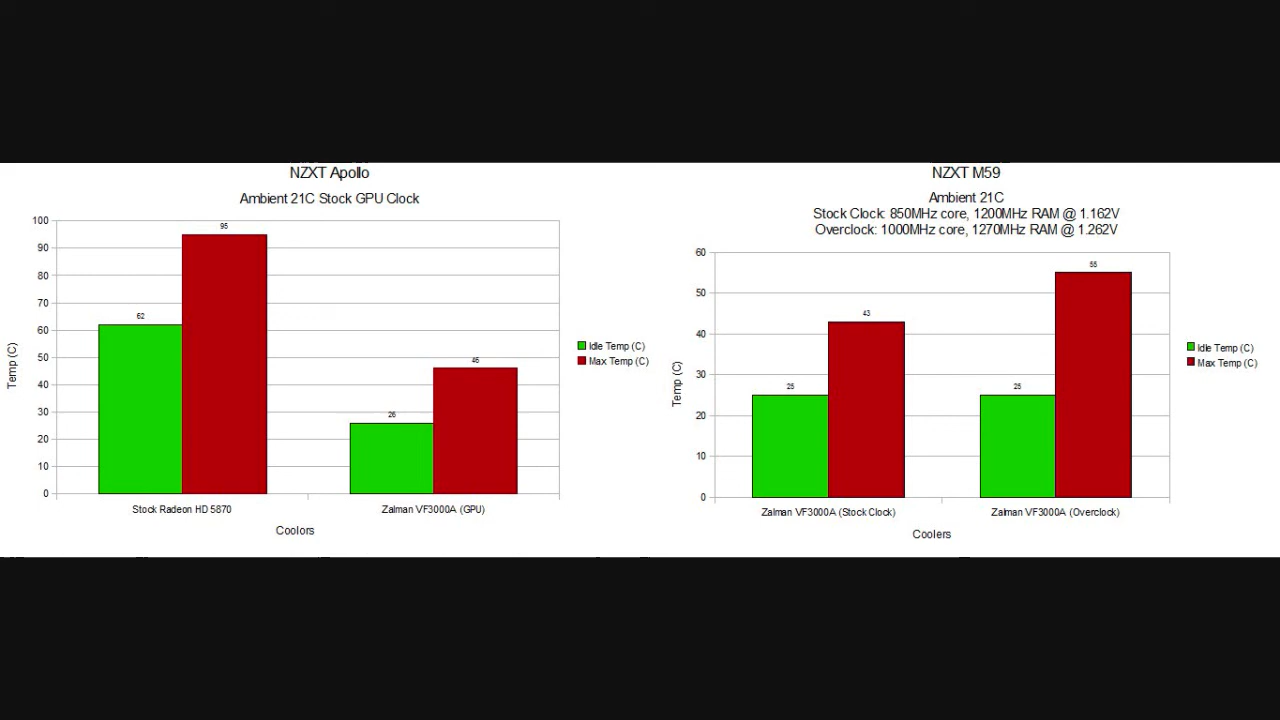 NZXT Apollo
Ambient 21C Stock GPU Clock
100
90
80
70
60
50
40
30
20
10
0
Temp (C)
95
62
46
26
Idle Temp (C)
Max Temp (C)
Stock Radeon HD 5870
Zalman VF3000A (GPU)
Coolors
NZXT M59
Ambient 21C
Stock Clock: 850MHz core, 1200MHz RAM @ 1.162V
Overclock: 1000MHz core, 1270MHz RAM @ 1.262V
60
50
40
30
20
10
0
Temp (C)
55
43
25
25
Idle Temp (C)
Max Temp (C)
Zalman VF3000A (Stock Clock)
Zalman VF3000A (Overclock)
Coolers